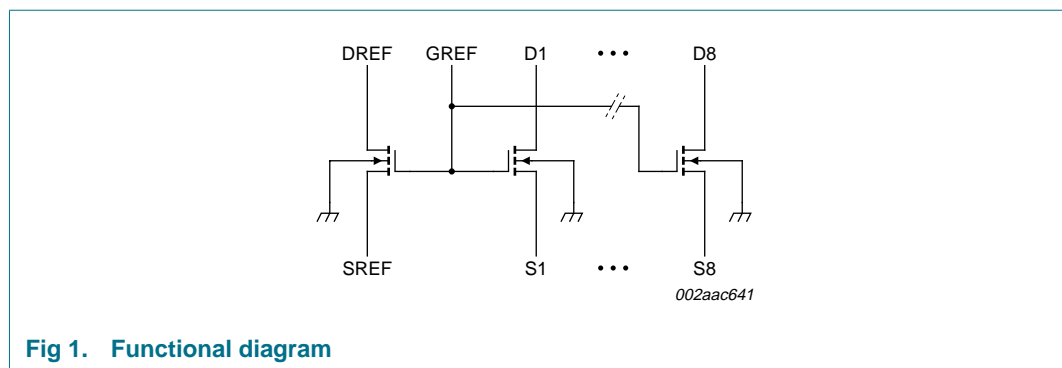 DREF GREF D1 ••• D8
SREF S1 ••• S8
002aac641
Fig 1. Functional diagram